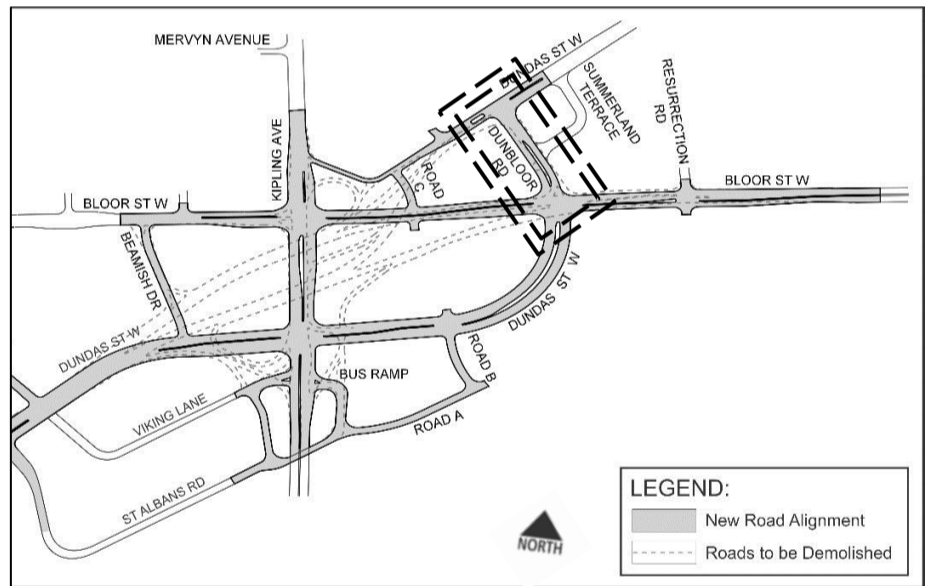 MERVYN AVENUE
DUNDAS ST W
SUMMERLAND
TERRACE
RESURRECTION
RD
KIPLING AVE
DUNBLOOR
RD
ROAD
C
BLOOR ST W
BLOOR ST W
BEAMISH DR
DUNDAS ST W
DUNDAS ST W
BUS RAMP
ROAD B
VIKING LANE
ROAD A
ST ALBANS RD
NORTH
LEGEND:
New Road Alignment
Roads to be Demolished